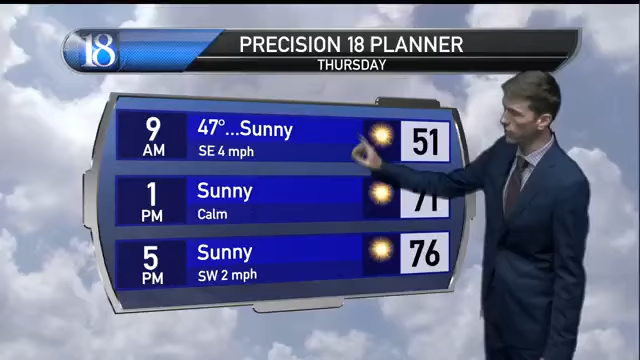 18
PRECISION 18 PLANNER
THURSDAY
9 AM
47°...Sunny
SE 4 mph
51
1 PM
Sunny
Calm
71
5 PM
Sunny
SW 2 mph
76